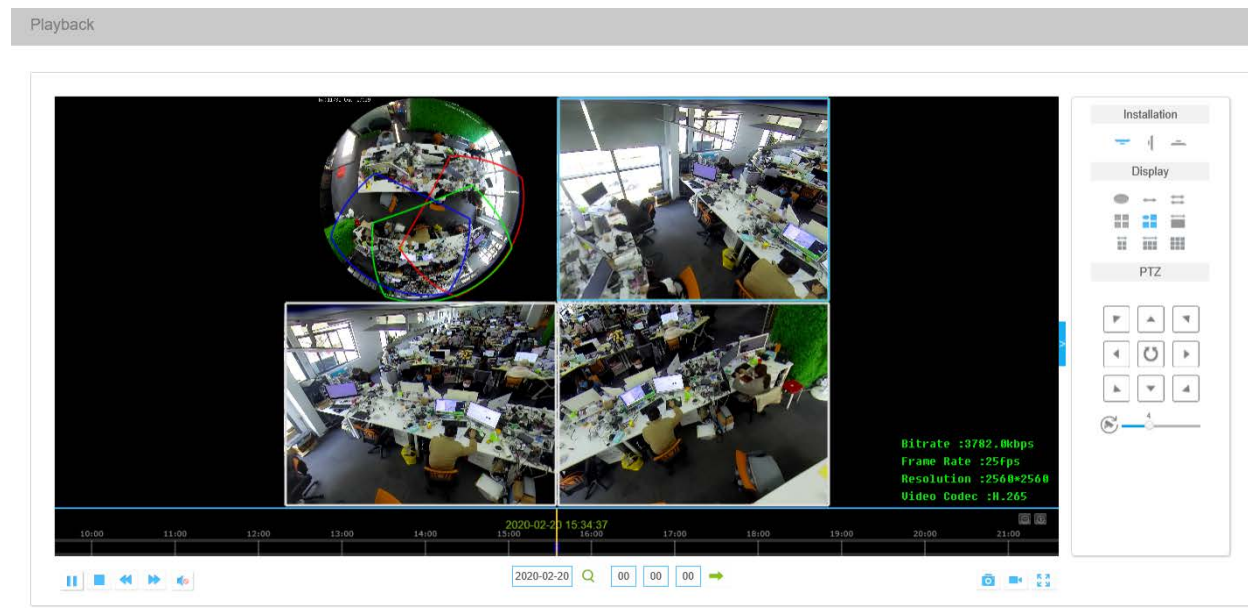 Playback
Installation
Display
PTZ
4
Bitrate :3782.0kbps
Frame Rate :25fps
Resolution :2560*2560
Video Codec :H.265
2020-02-20 15:34:37
10:00 11:00 12:00 13:00 14:00 15:00 16:00 17:00 18:00 19:00 20:00 21:00
2020-02-20 00 00 00